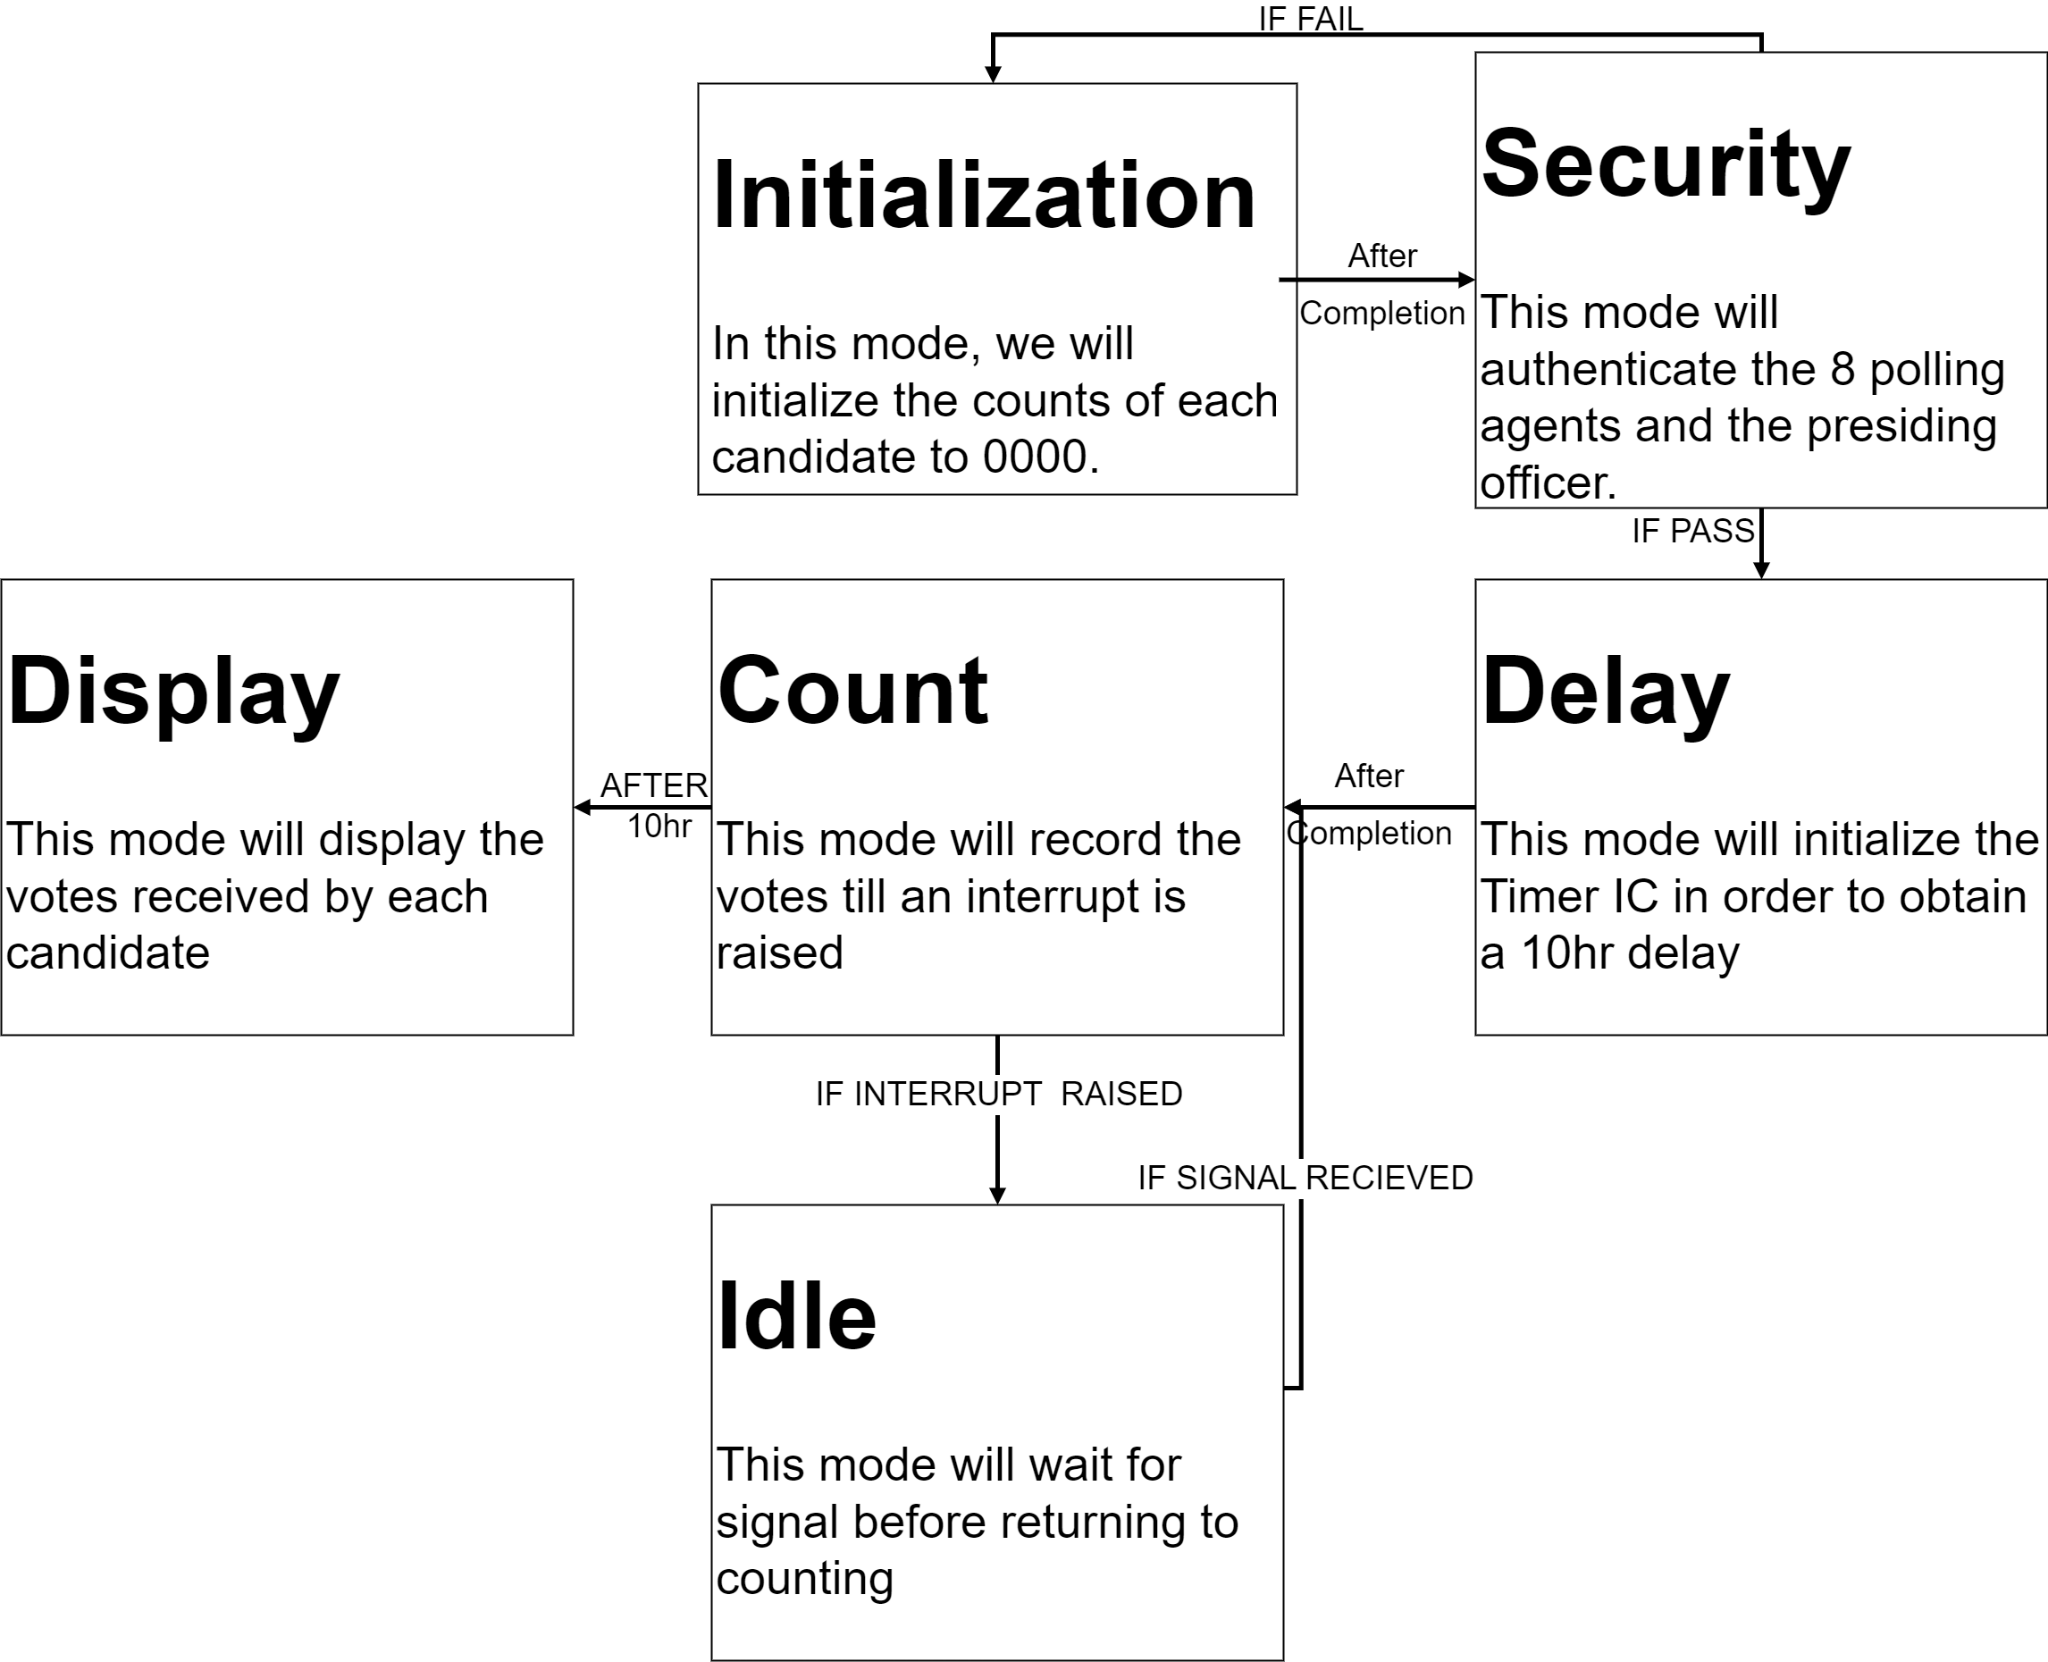 IF FAIL
Initialization
In this mode, we will
initialize the counts of each
candidate to 0000.
After
Completion
Security
This mode will
authenticate the 8 polling
agents and the presiding
officer.
IF PASS
Delay
This mode will initialize the
Timer IC in order to obtain
a 10hr delay
After
Completion
Count
This mode will record the
votes till an interrupt is
raised
AFTER
10hr
Display
This mode will display the
votes received by each
candidate
IF INTERRUPT RAISED
IF SIGNAL RECIEVED
Idle
This mode will wait for
signal before returning to
counting